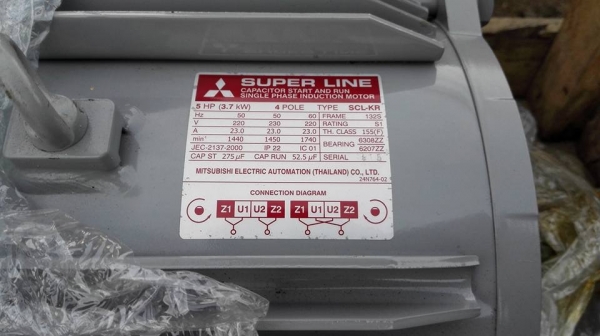 SUPER LINE
CAPACITOR START AND RUN
SINGLE PHASE INDUCTION MOTOR
5 HP (3.7 kW) 4 POLE TYPE SCL-KR
Hz 50 50 60 FRAME 132S
V 220 230 220 RATING S1
A 23.0 23.0 23.0 TH. CLASS 155(F)
min⁻¹ 1440 1450 1740 BEARING 6308ZZ
JEC-2137-2000 IP 22 IC 01 6207ZZ
CAP ST 275 µF CAP RUN 52.5 µF SERIAL
MITSUBISHI ELECTRIC AUTOMATION (THAILAND) CO., LTD.
24N764-02
CONNECTION DIAGRAM
Z1 U1 U2 Z2 Z1 U1 U2 Z2